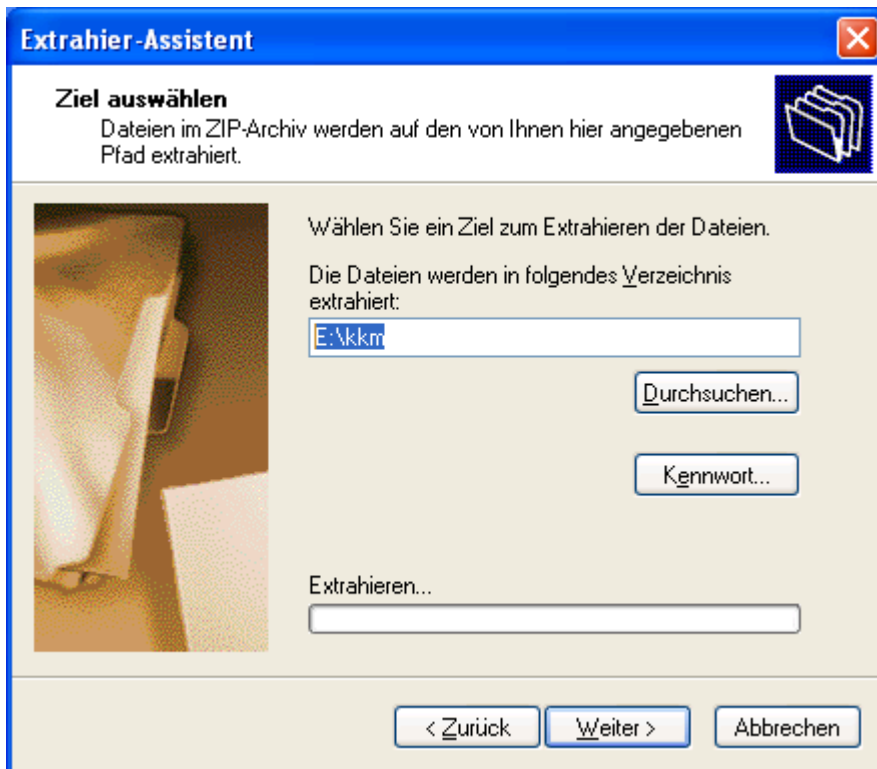 Extrahier-Assistent
Ziel auswählen
Dateien im ZIP-Archiv werden auf den von Ihnen hier angegebenen
Pfad extrahiert.
Wählen Sie ein Ziel zum Extrahieren der Dateien.
Die Dateien werden in folgendes Verzeichnis
extrahiert:
E:\kkm
Durchsuchen...
Kennwort...
Extrahieren...
< Zurück
Weiter >
Abbrechen